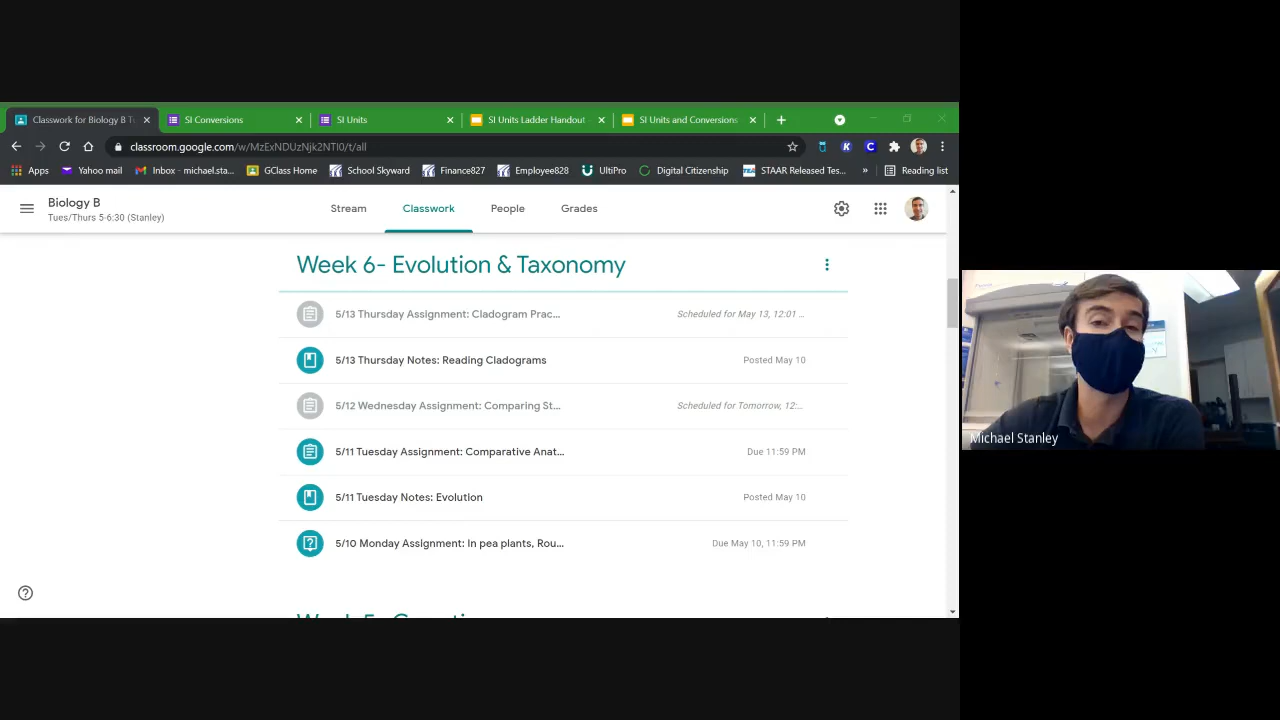 Classwork for Biology B T
SI Conversions
SI Units
SI Units Ladder Handout
SI Units and Conversions
classroom.google.com/w/MzExNDUzNjk2NTI0/t/all
Apps
Yahoo mail
Inbox - michael.sta...
GClass Home
School Skyward
Finance827
Employee828
UltiPro
Digital Citizenship
STAAR Released Tes...
»
Reading list
Biology B
Tues/Thurs 5-6:30 (Stanley)
Stream
Classwork
People
Grades
Week 6- Evolution & Taxonomy
5/13 Thursday Assignment: Cladogram Prac...
Scheduled for May 13, 12:01 ...
5/13 Thursday Notes: Reading Cladograms
Posted May 10
5/12 Wednesday Assignment: Comparing St...
Scheduled for Tomorrow, 12:...
5/11 Tuesday Assignment: Comparative Anat...
Due 11:59 PM
5/11 Tuesday Notes: Evolution
Posted May 10
5/10 Monday Assignment: In pea plants, Rou...
Due May 10, 11:59 PM
Michael Stanley